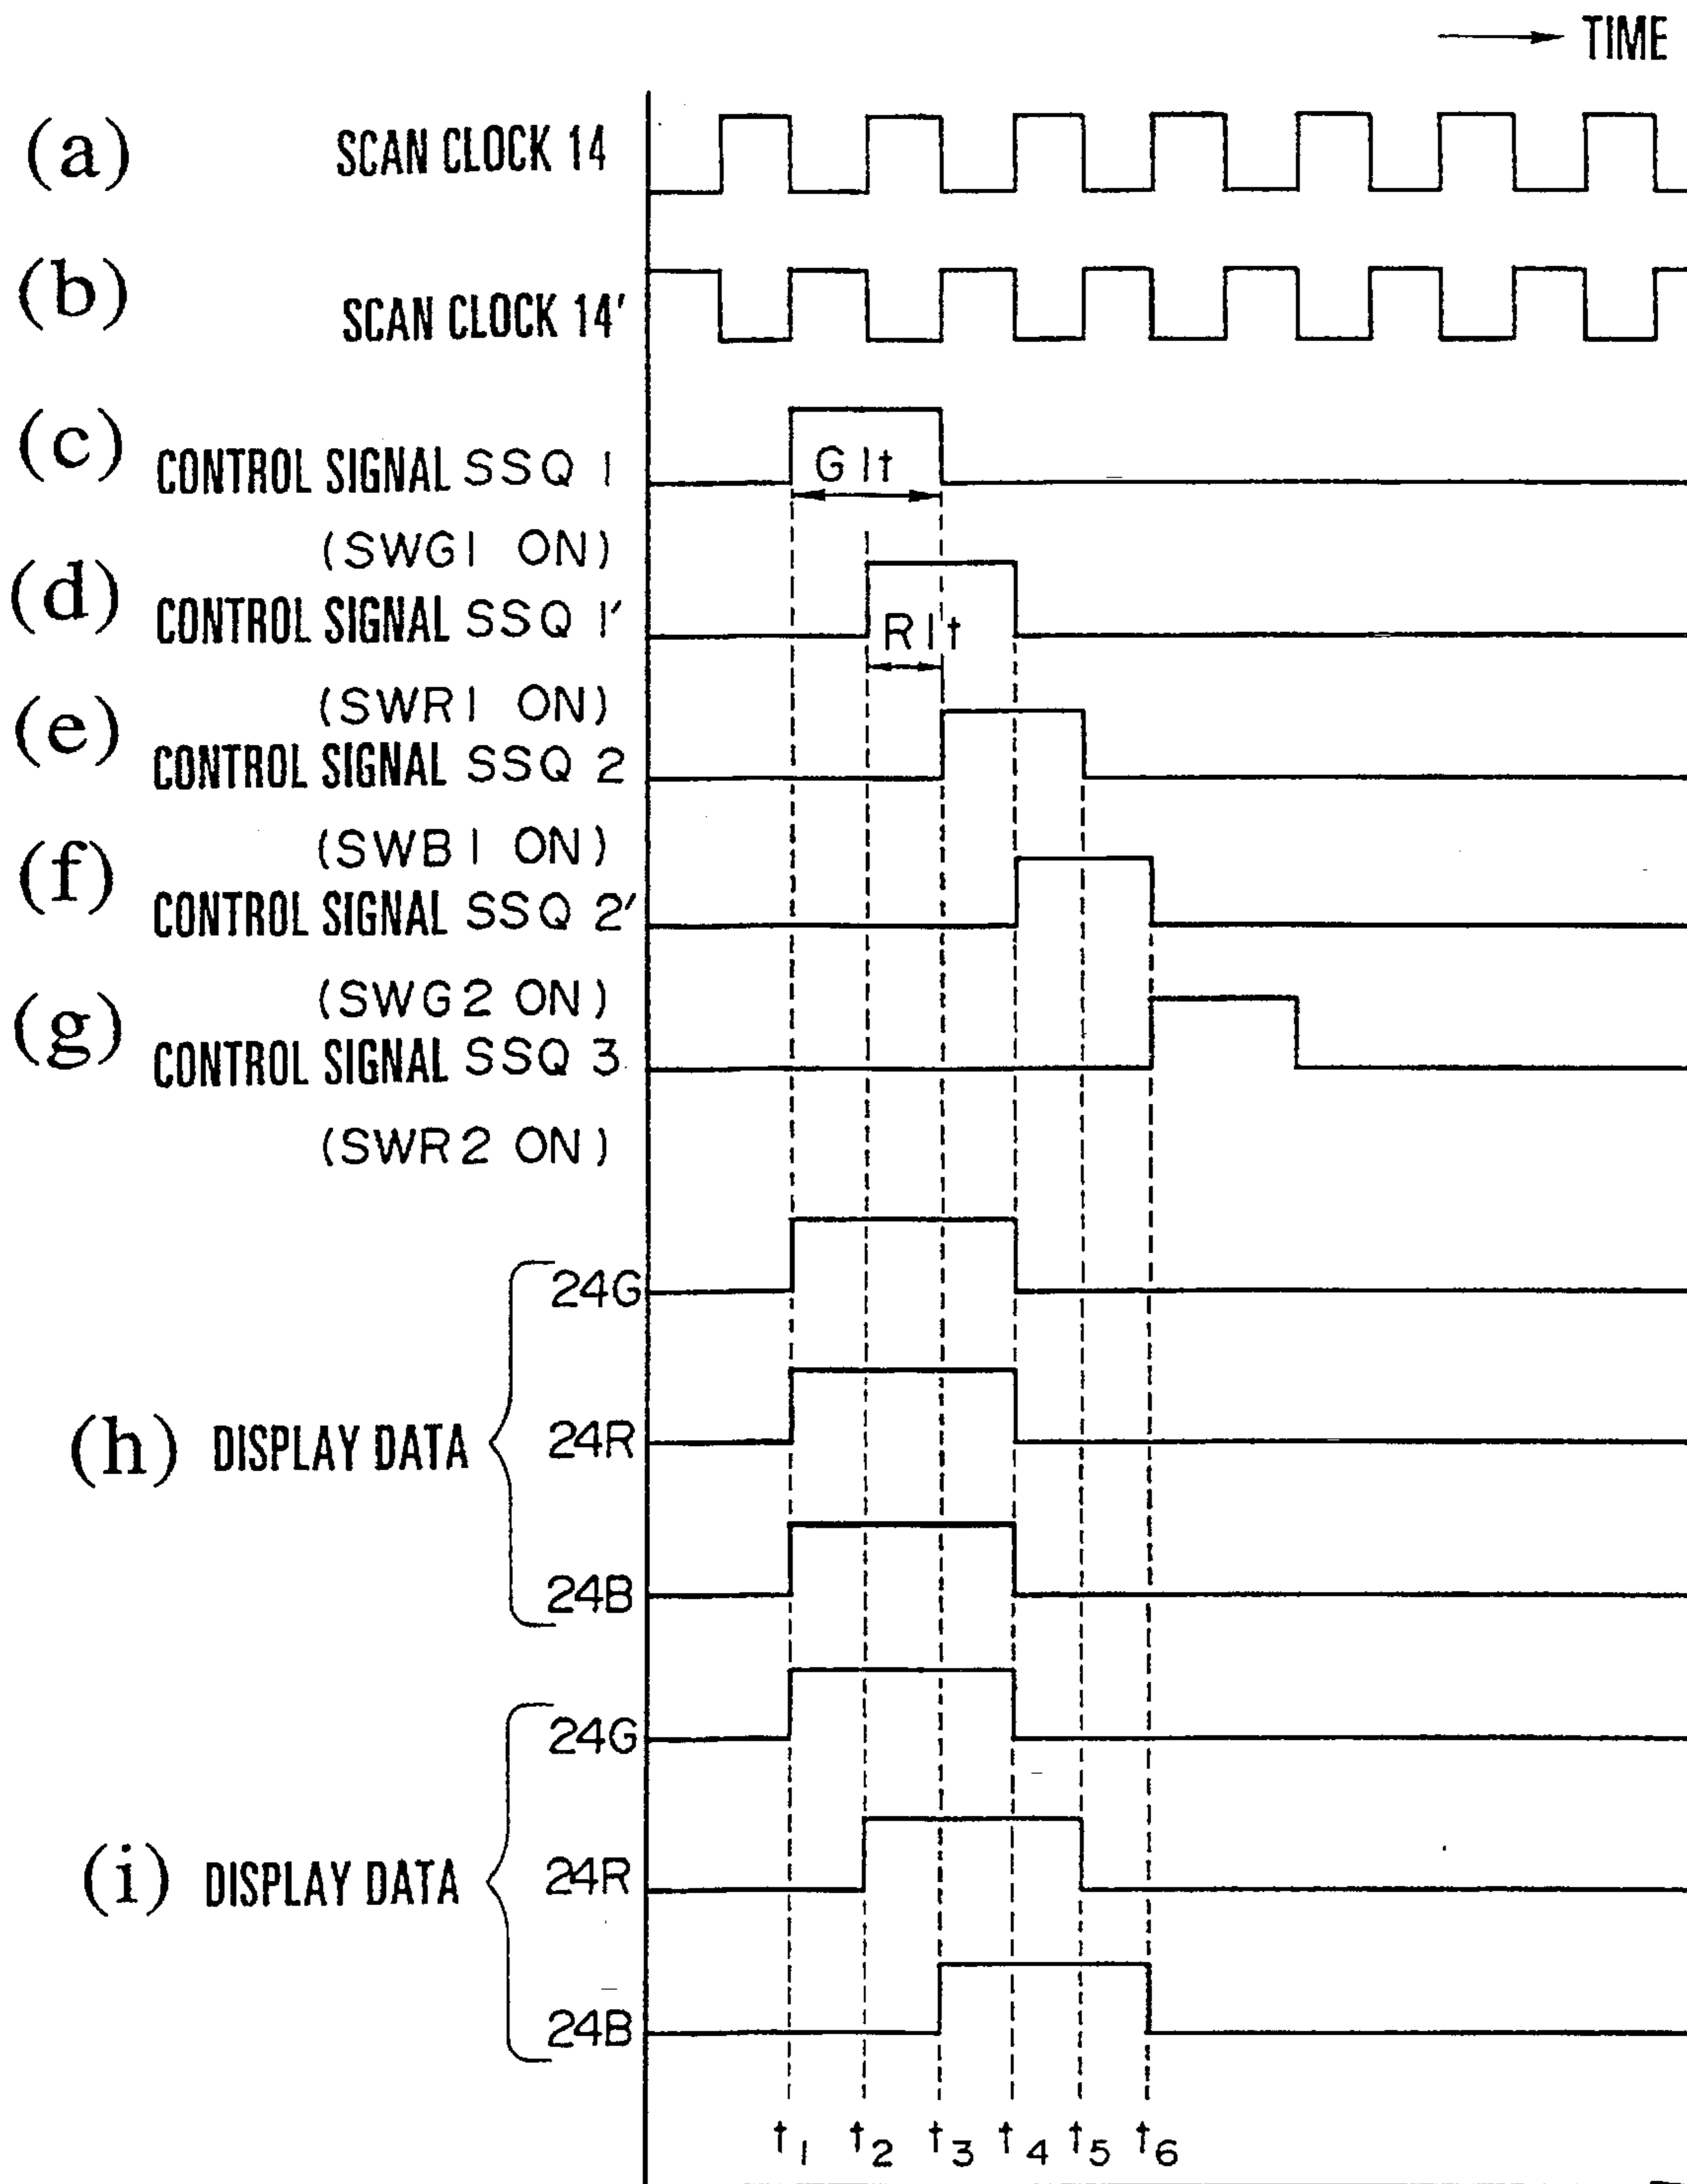 TIME
(a) SCAN CLOCK 14
(b) SCAN CLOCK 14'
(c) CONTROL SIGNAL SSQ 1
G1t
(SWG1 ON)
(d) CONTROL SIGNAL SSQ 1'
R1t
(SWR1 ON)
(e) CONTROL SIGNAL SSQ 2
(SWB1 ON)
(f) CONTROL SIGNAL SSQ 2'
(SWG2 ON)
(g) CONTROL SIGNAL SSQ 3
(SWR2 ON)
24G
(h) DISPLAY DATA 24R
24B
24G
(i) DISPLAY DATA 24R
24B
t1 t2 t3 t4 t5 t6